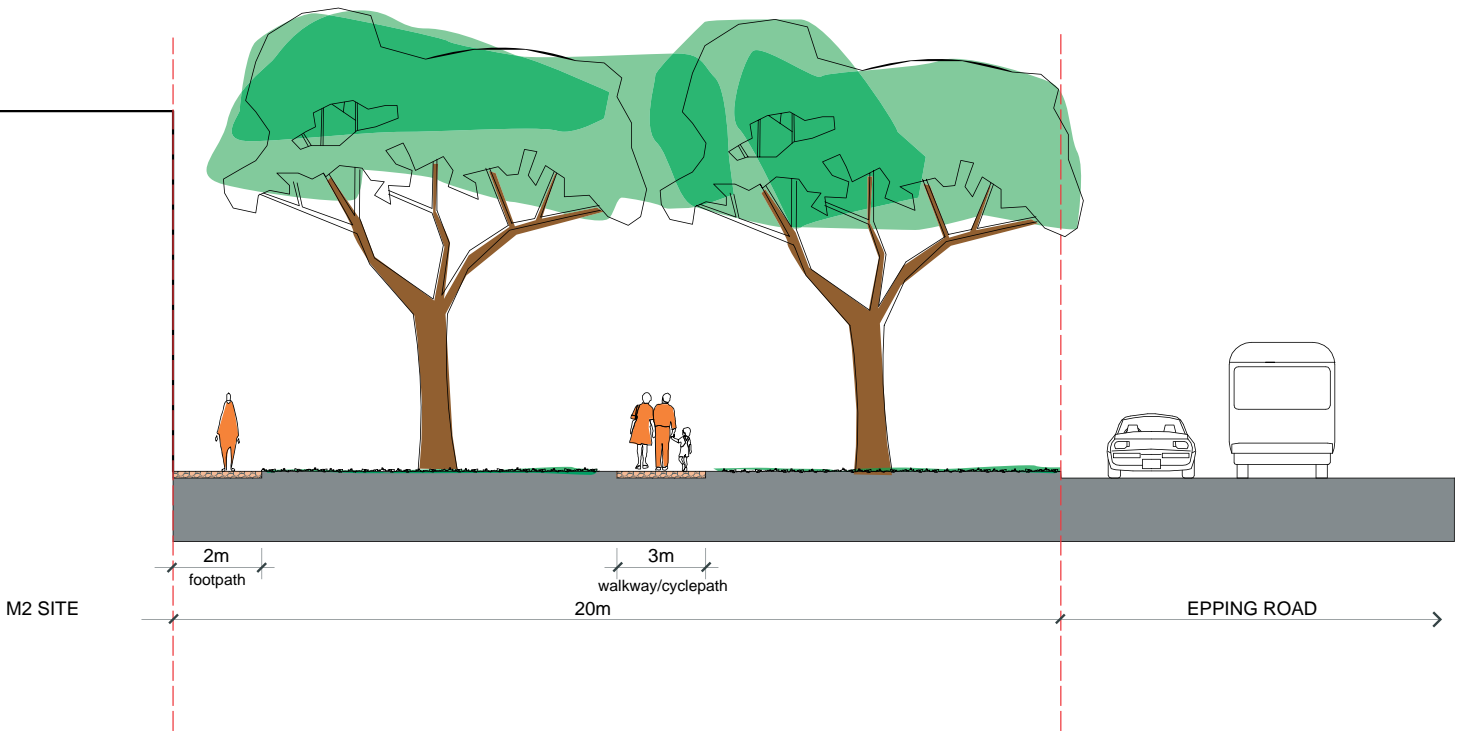 2m
footpath
3m
walkway/cyclepath
M2 SITE
20m
EPPING ROAD